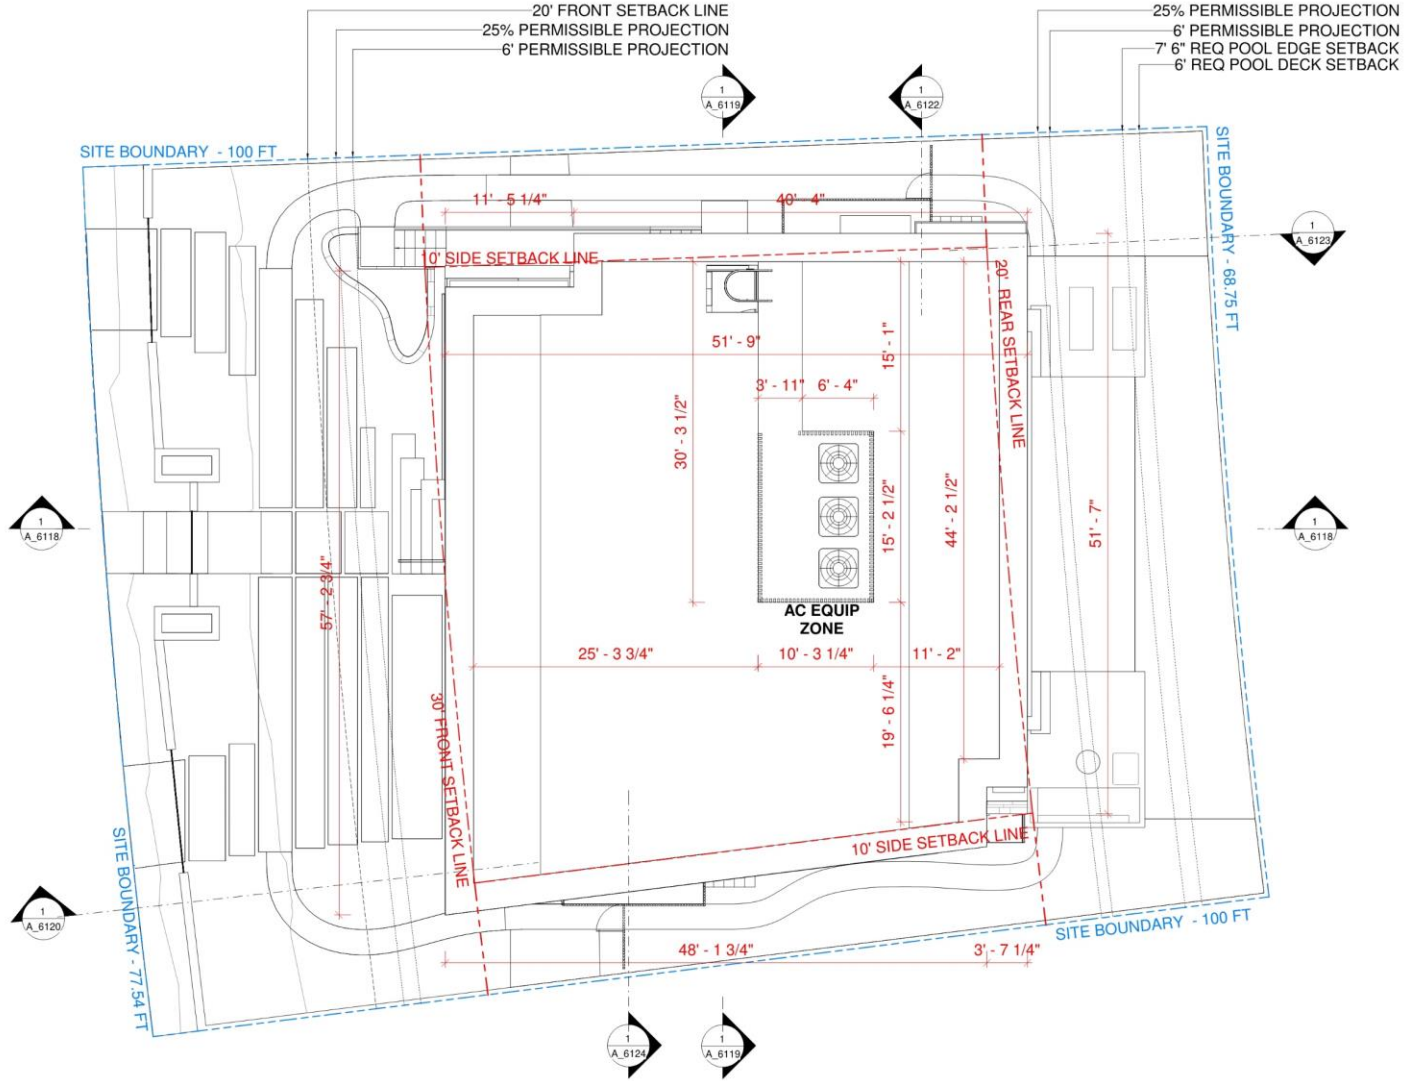 20' FRONT SETBACK LINE
25% PERMISSIBLE PROJECTION
6' PERMISSIBLE PROJECTION
25% PERMISSIBLE PROJECTION
6' PERMISSIBLE PROJECTION
7' 6" REQ POOL EDGE SETBACK
6' REQ POOL DECK SETBACK
1
A_6119
1
A_6122
SITE BOUNDARY - 100 FT
SITE BOUNDARY - 68.75 FT
11' - 5 1/4"
40' - 4"
1
A_6123
10' SIDE SETBACK LINE
20' REAR SETBACK LINE
51' - 9"
15' - 1"
3' - 11"
6' - 4"
30' - 3 1/2"
15' - 2 1/2"
44' - 2 1/2"
51' - 7"
1
A_6118
1
A_6118
57' - 2 3/4"
AC EQUIP
ZONE
25' - 3 3/4"
10' - 3 1/4"
11' - 2"
19' - 6 1/4"
30' FRONT SETBACK LINE
10' SIDE SETBACK LINE
SITE BOUNDARY - 77.54 FT
1
A_6120
SITE BOUNDARY - 100 FT
48' - 1 3/4"
3' - 7 1/4"
1
A_6124
1
A_6119